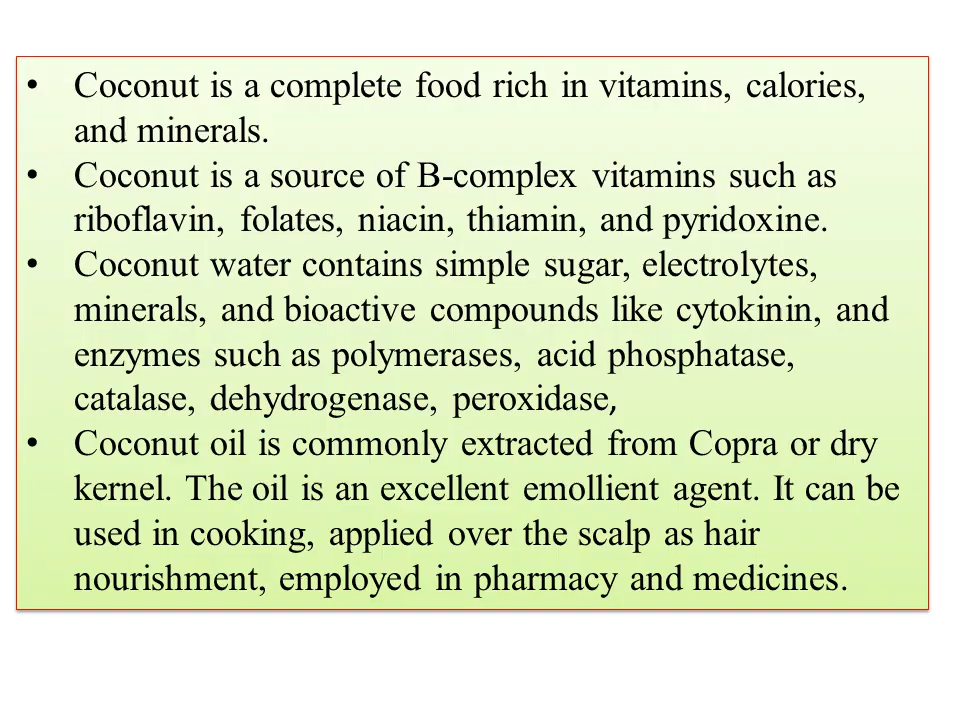 • Coconut is a complete food rich in vitamins, calories,
and minerals.
• Coconut is a source of B-complex vitamins such as
riboflavin, folates, niacin, thiamin, and pyridoxine.
• Coconut water contains simple sugar, electrolytes,
minerals, and bioactive compounds like cytokinin, and
enzymes such as polymerases, acid phosphatase,
catalase, dehydrogenase, peroxidase,
• Coconut oil is commonly extracted from Copra or dry
kernel. The oil is an excellent emollient agent. It can be
used in cooking, applied over the scalp as hair
nourishment, employed in pharmacy and medicines.